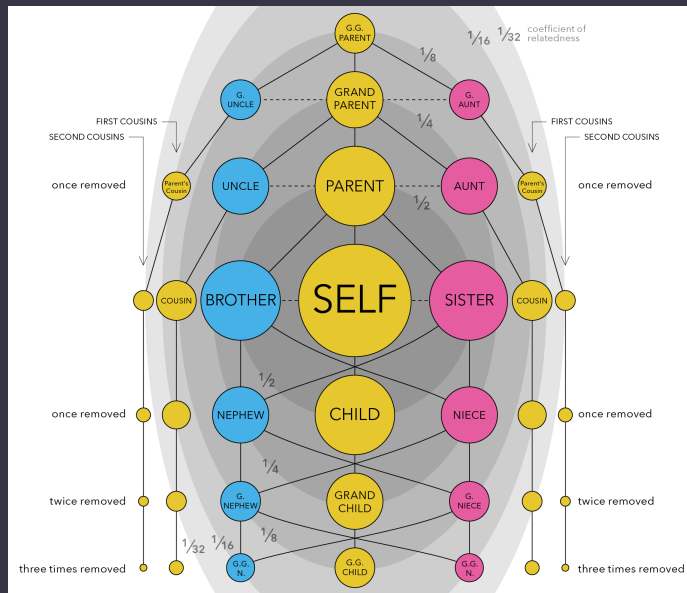 G.G.
PARENT
1/8
1/16
1/32
coefficient of
relatedness
G.
UNCLE
GRAND
PARENT
G.
AUNT
1/4
FIRST COUSINS
SECOND COUSINS
FIRST COUSINS
SECOND COUSINS
once removed
Parent's
Cousin
UNCLE
PARENT
AUNT
Parent's
Cousin
once removed
1/2
COUSIN
BROTHER
SELF
SISTER
COUSIN
1/2
once removed
NEPHEW
CHILD
NIECE
once removed
1/4
twice removed
G.
NEPHEW
GRAND
CHILD
G.
NIECE
twice removed
1/32
1/16
1/8
three times removed
G.G.
N.
G.G.
CHILD
G.G.
N.
three times removed